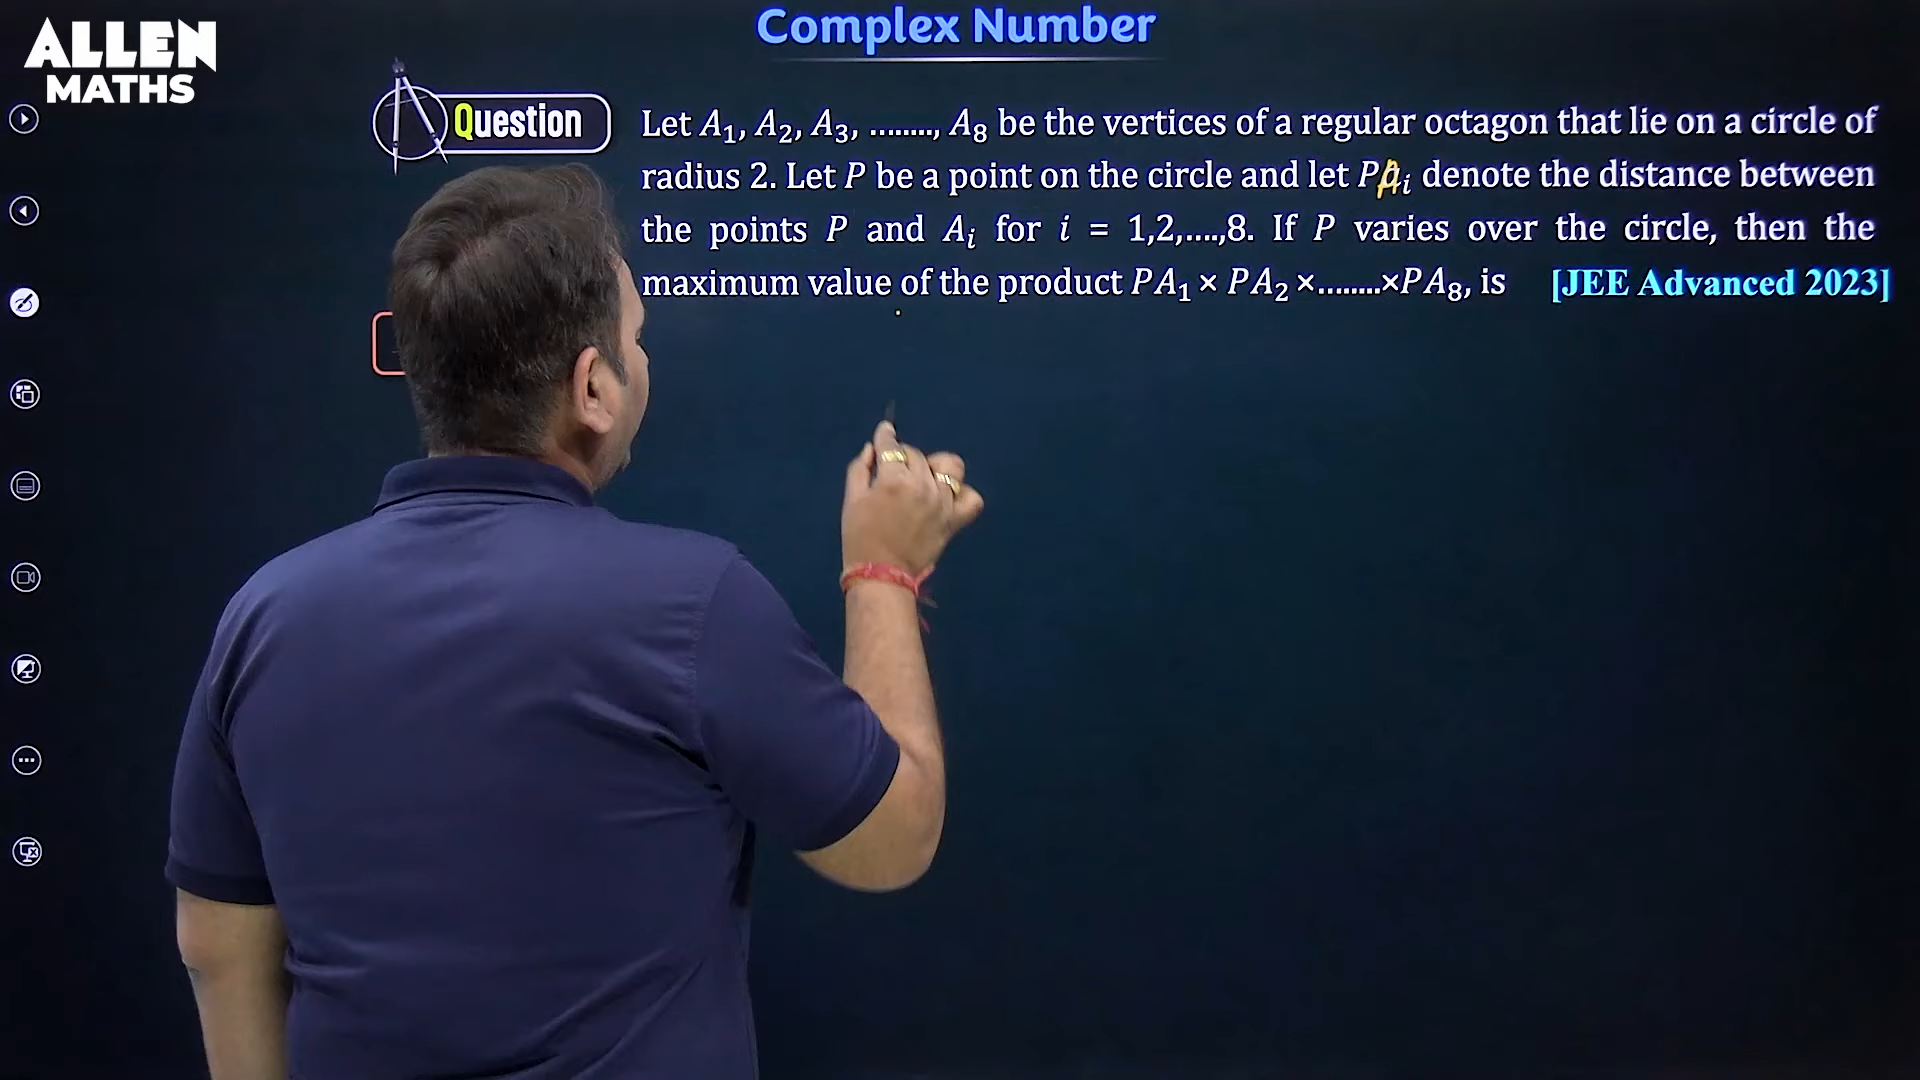 Complex Number
ALLEN
MATHS
Question
Let A₁, A₂, A₃, ........, A₈ be the vertices of a regular octagon that lie on a circle of
radius 2. Let P be a point on the circle and let PAᵢ denote the distance between
the points P and Aᵢ for i = 1,2,....,8. If P varies over the circle, then the
maximum value of the product PA₁ × PA₂ ×........×PA₈, is [JEE Advanced 2023]